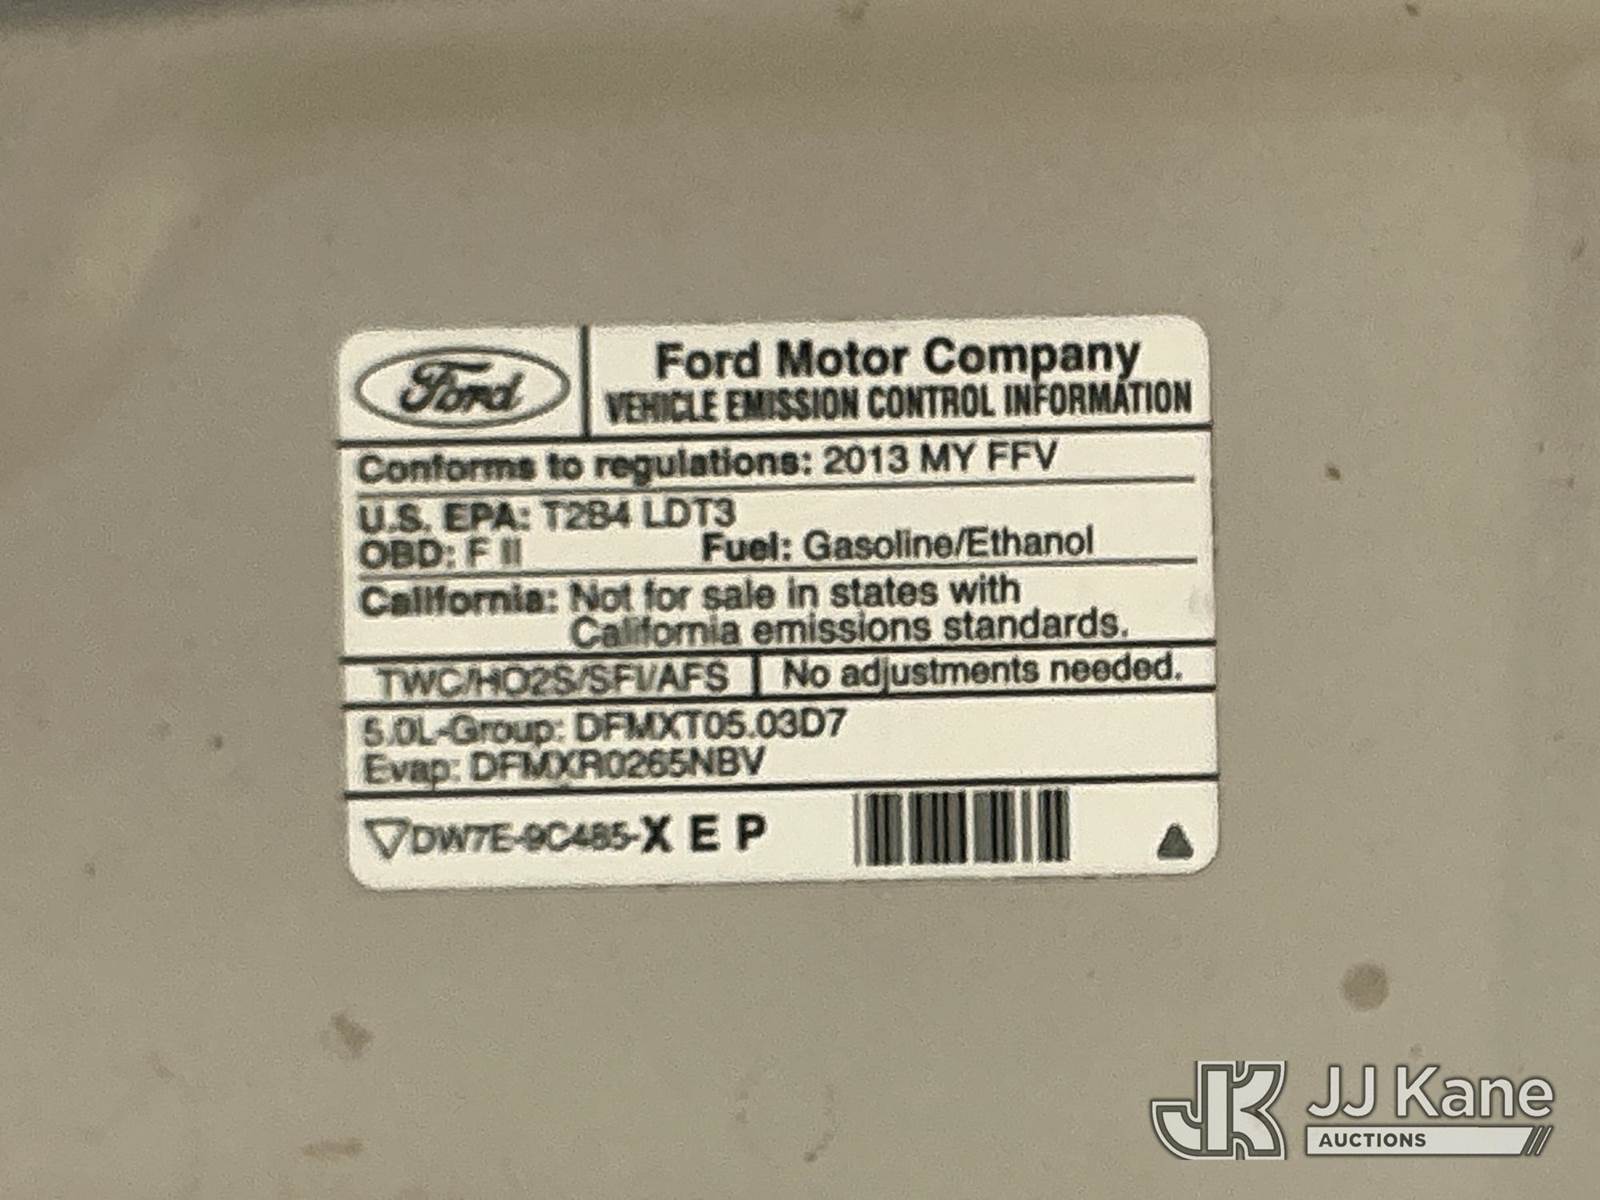 Ford
Ford Motor Company
VEHICLE EMISSION CONTROL INFORMATION
Conforms to regulations: 2013 MY FFV
U.S. EPA: T2B4 LDT3
OBD: F II Fuel: Gasoline/Ethanol
California: Not for sale in states with
California emissions standards.
TWC/HO2S/SFI/AFS No adjustments needed.
5.0L-Group: DFMXT05.03D7
Evap: DFMXR0265NBV
DW7E-9C485-X E P
JK JJ Kane
AUCTIONS